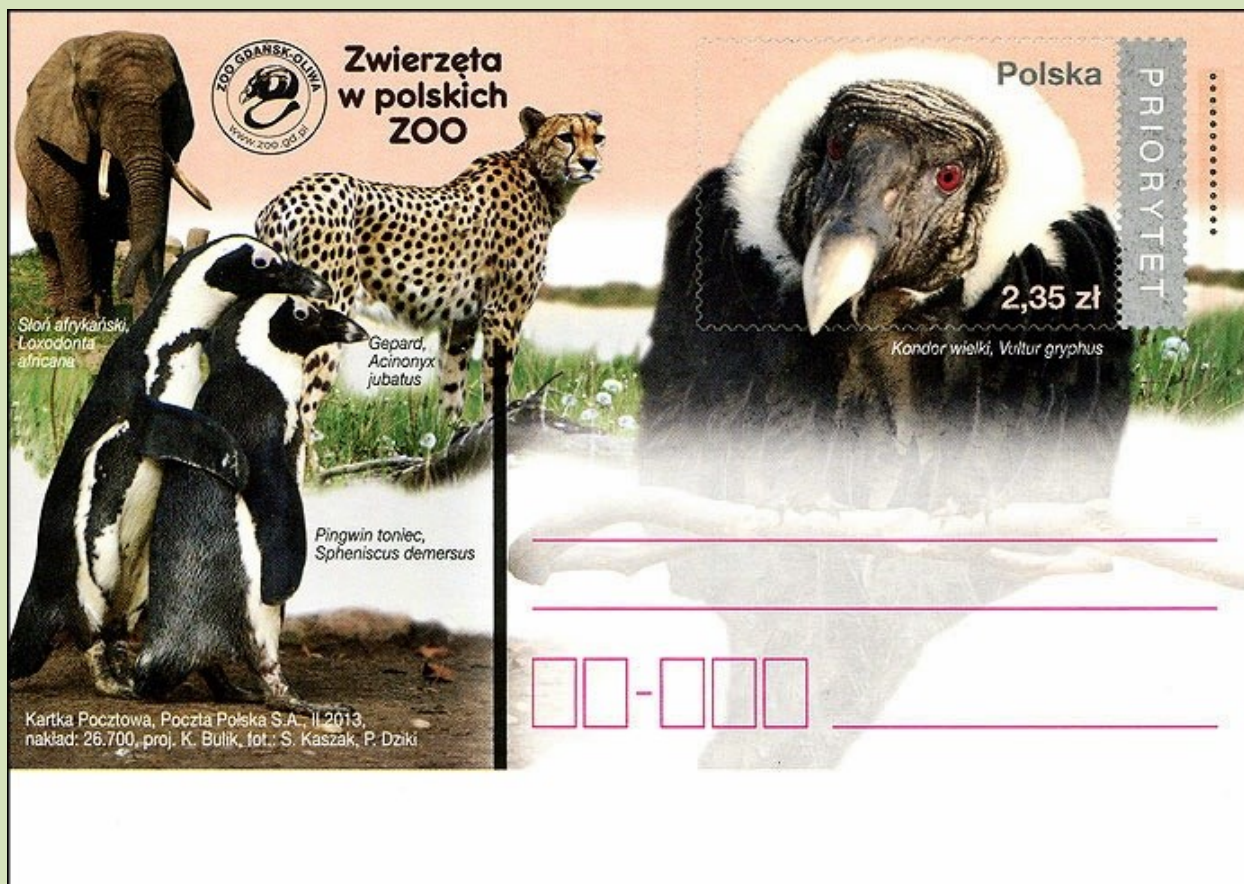 ZOO GDAŃSK-OLIWA
www.zoo.gd.pl
Zwierzęta
w polskich
ZOO
Polska
PRIORYTET
2,35 zł
Słoń afrykański,
Loxodonta
africana
Gepard,
Acinonyx
jubatus
Kondor wielki, Vultur gryphus
Pingwin toniec,
Spheniscus demersus
-
Kartka Pocztowa, Poczta Polska S.A., II 2013,
nakład: 26.700, proj. K. Bulik, fot.: S. Kaszak, P. Dziki